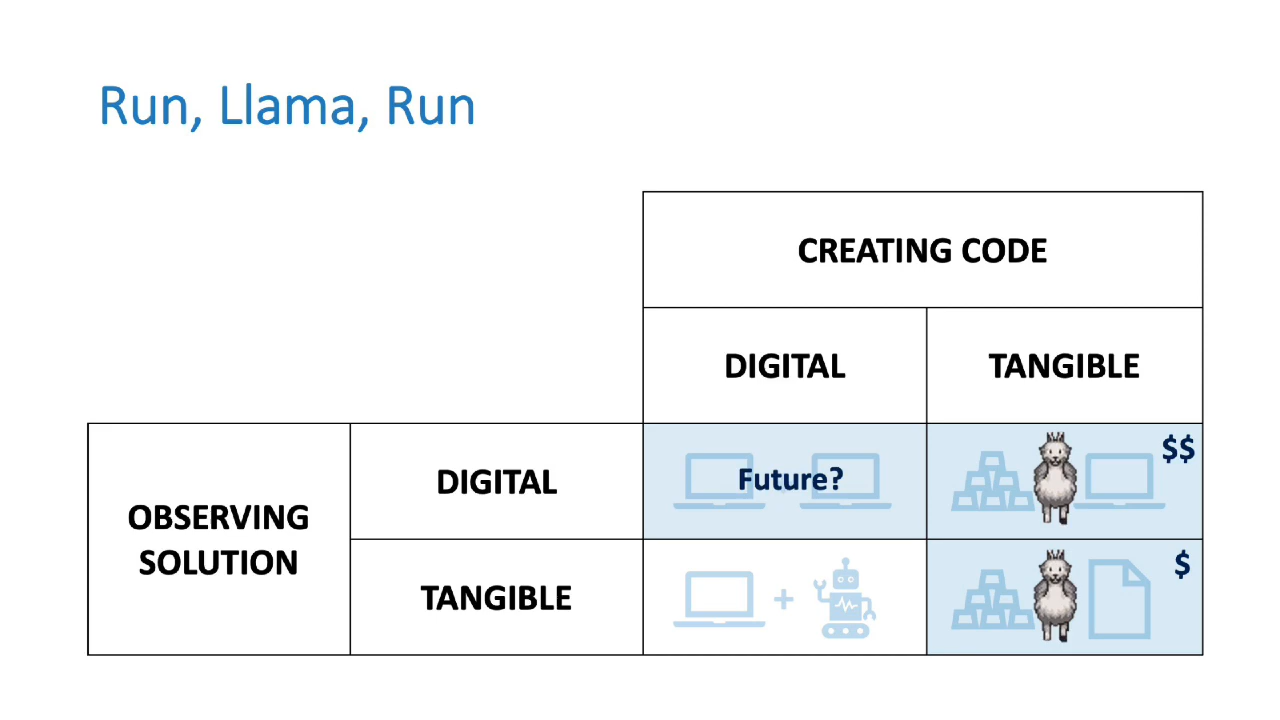 Run, Llama, Run
CREATING CODE
DIGITAL
TANGIBLE
OBSERVING
SOLUTION
DIGITAL
Future?
$$
TANGIBLE
+
$